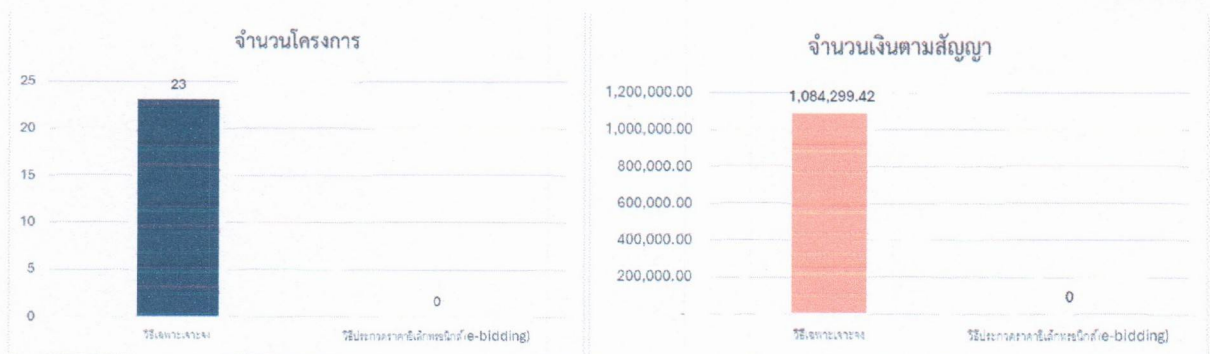 จำนวนโครงการ
25
23
20
15
10
5
0
0
วิธีเฉพาะเจาะจง
วิธีประกวดราคาอิเล็กทรอนิกส์ (e-bidding)
จำนวนเงินตามสัญญา
1,200,000.00
1,084,299.42
1,000,000.00
800,000.00
600,000.00
400,000.00
200,000.00
-
0
วิธีเฉพาะเจาะจง
วิธีประกวดราคาอิเล็กทรอนิกส์ (e-bidding)